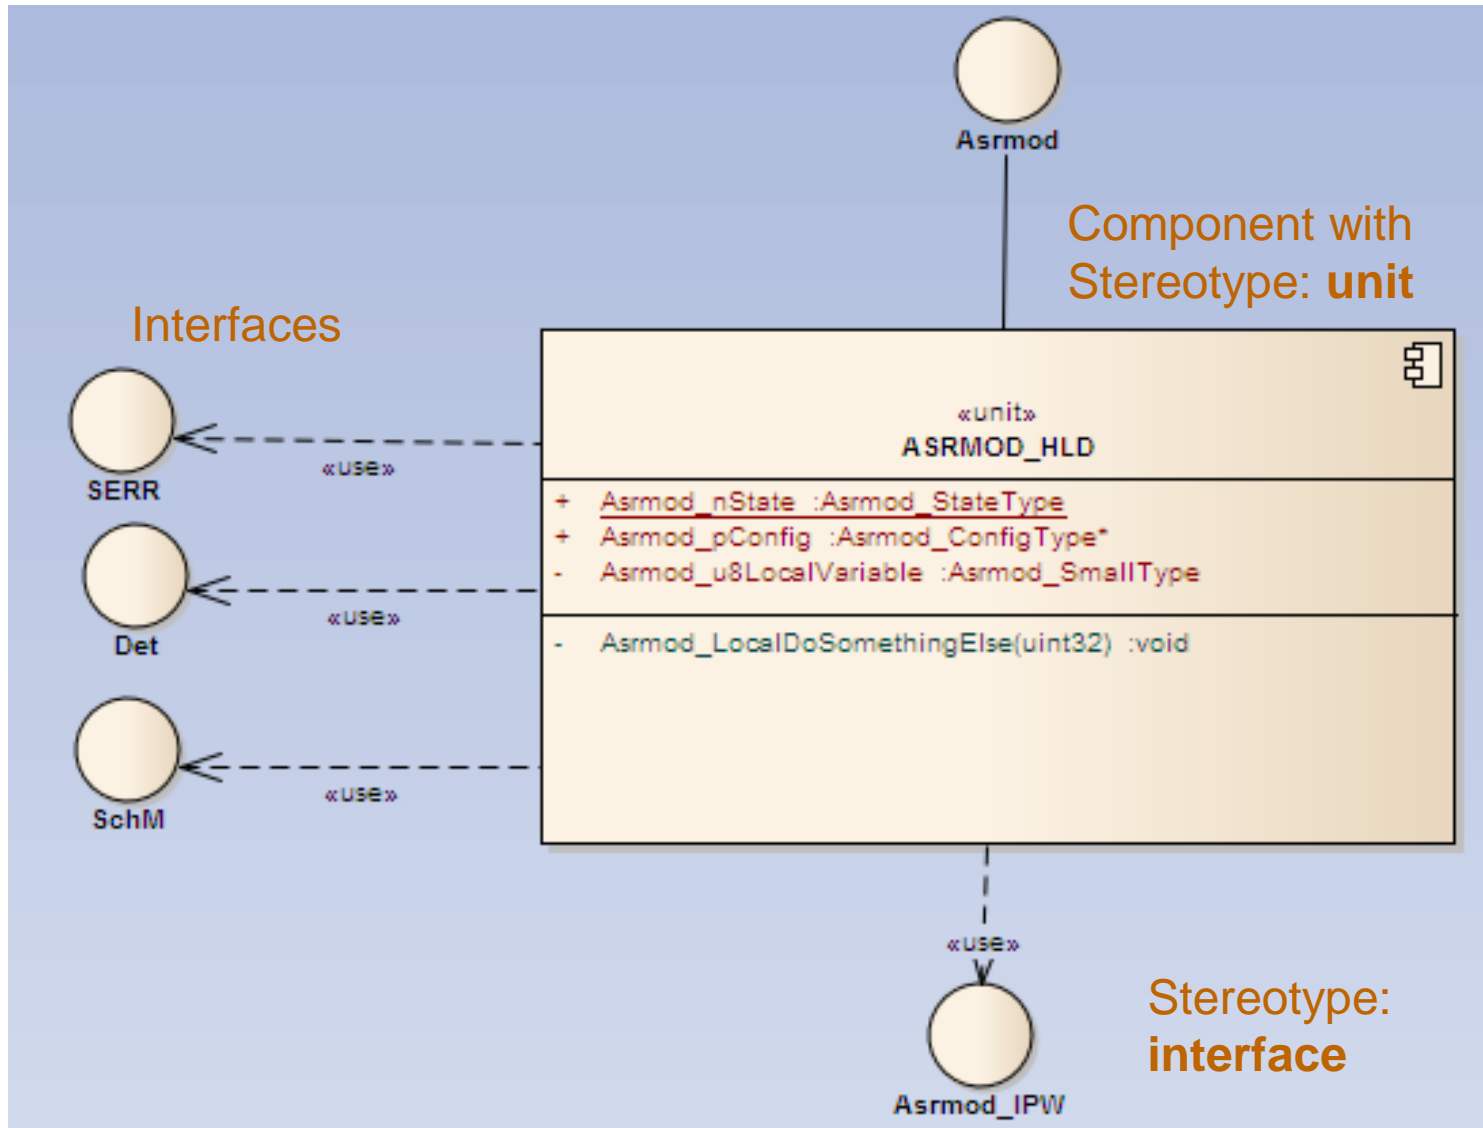 Asrmod
Component with
Stereotype: unit
Interfaces
«unit»
ASRMOD_HLD
SERR
«use»
+ Asrmod_nState :Asrmod_StateType
+ Asrmod_pConfig :Asrmod_ConfigType*
- Asrmod_u8LocalVariable :Asrmod_SmallType
Det
«use»
- Asrmod_LocalDoSomethingElse(uint32) :void
SchM
«use»
«use»
Stereotype:
interface
Asrmod_IPW